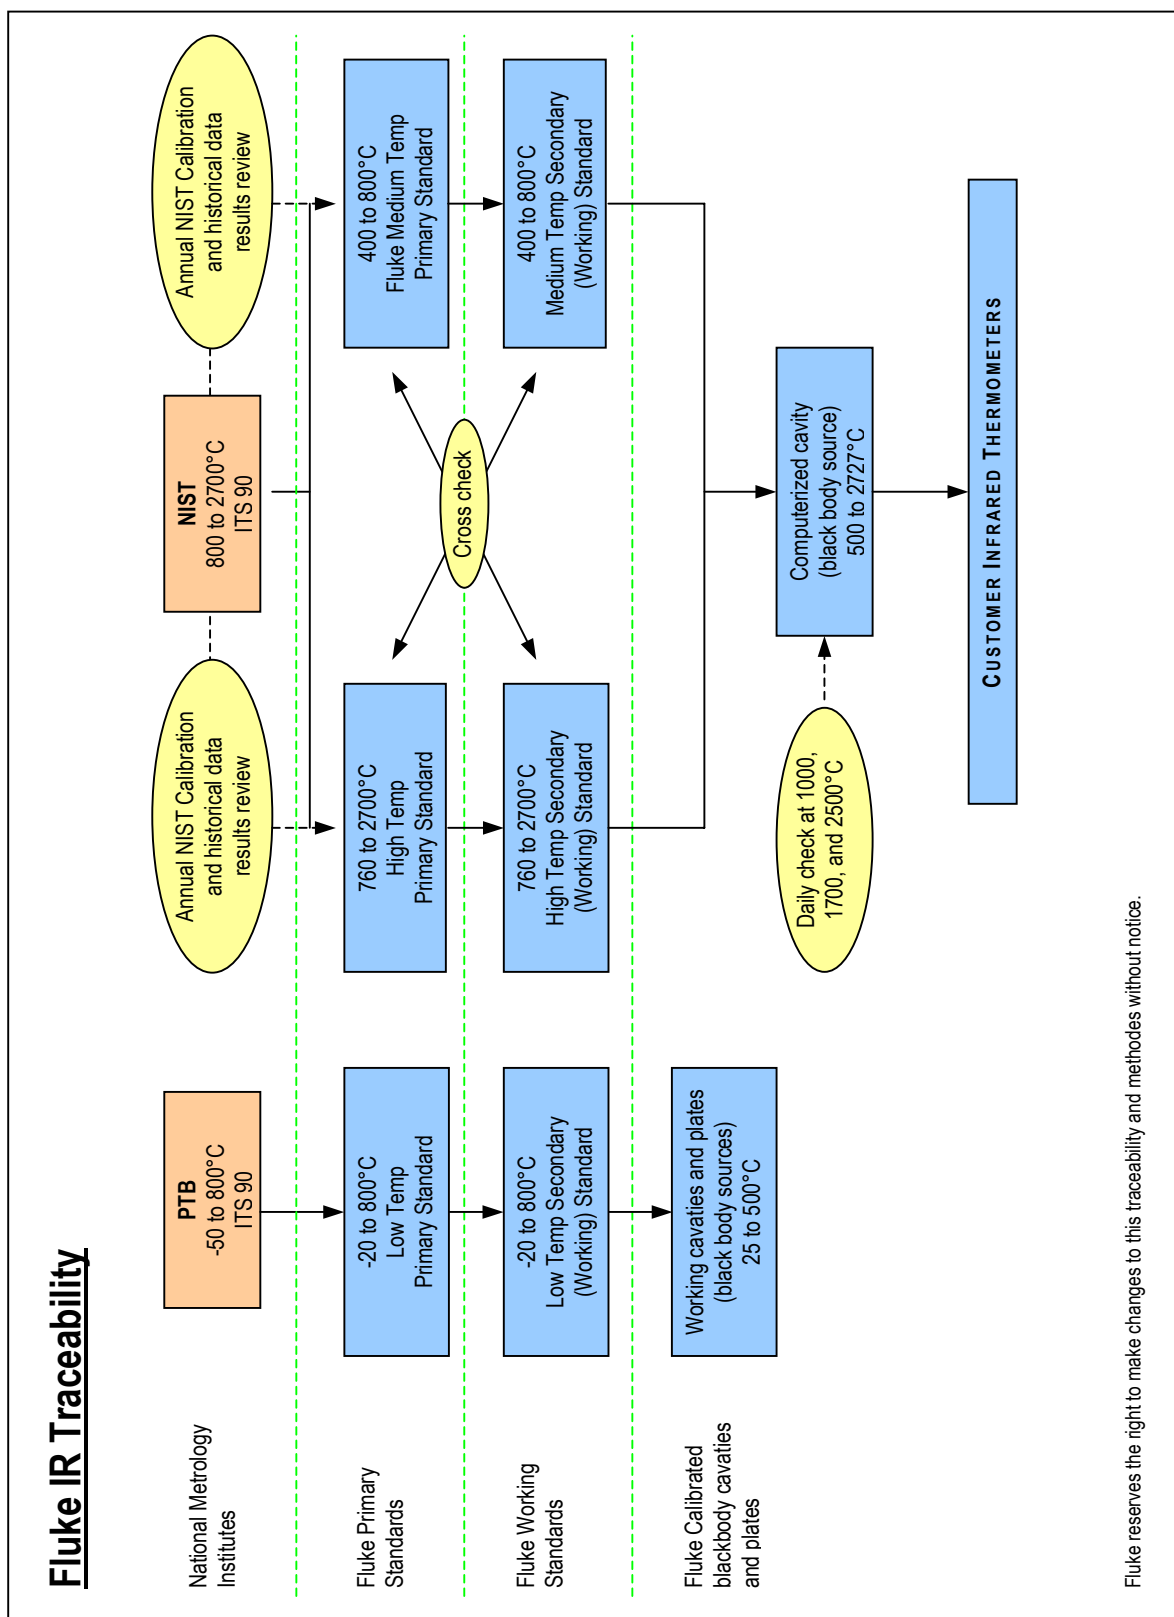 Fluke IR Traceability
National Metrology
Institutes
PTB
-50 to 800°C
ITS 90
Annual NIST Calibration
and historical data
results review
NIST
800 to 2700°C
ITS 90
Annual NIST Calibration
and historical data
results review
Fluke Primary
Standards
-20 to 800°C
Low Temp
Primary Standard
760 to 2700°C
High Temp
Primary Standard
400 to 800°C
Fluke Medium Temp
Primary Standard
Cross check
Fluke Working
Standards
-20 to 800°C
Low Temp Secondary
(Working) Standard
760 to 2700°C
High Temp Secondary
(Working) Standard
400 to 800°C
Medium Temp Secondary
(Working) Standard
Fluke Calibrated
blackbody cavaties
and plates
Working cavaties and plates
(black body sources)
25 to 500°C
Daily check at 1000,
1700, and 2500°C
Computerized cavity
(black body source)
500 to 2727°C
CUSTOMER INFRARED THERMOMETERS
Fluke reserves the right to make changes to this traceability and methodes without notice.